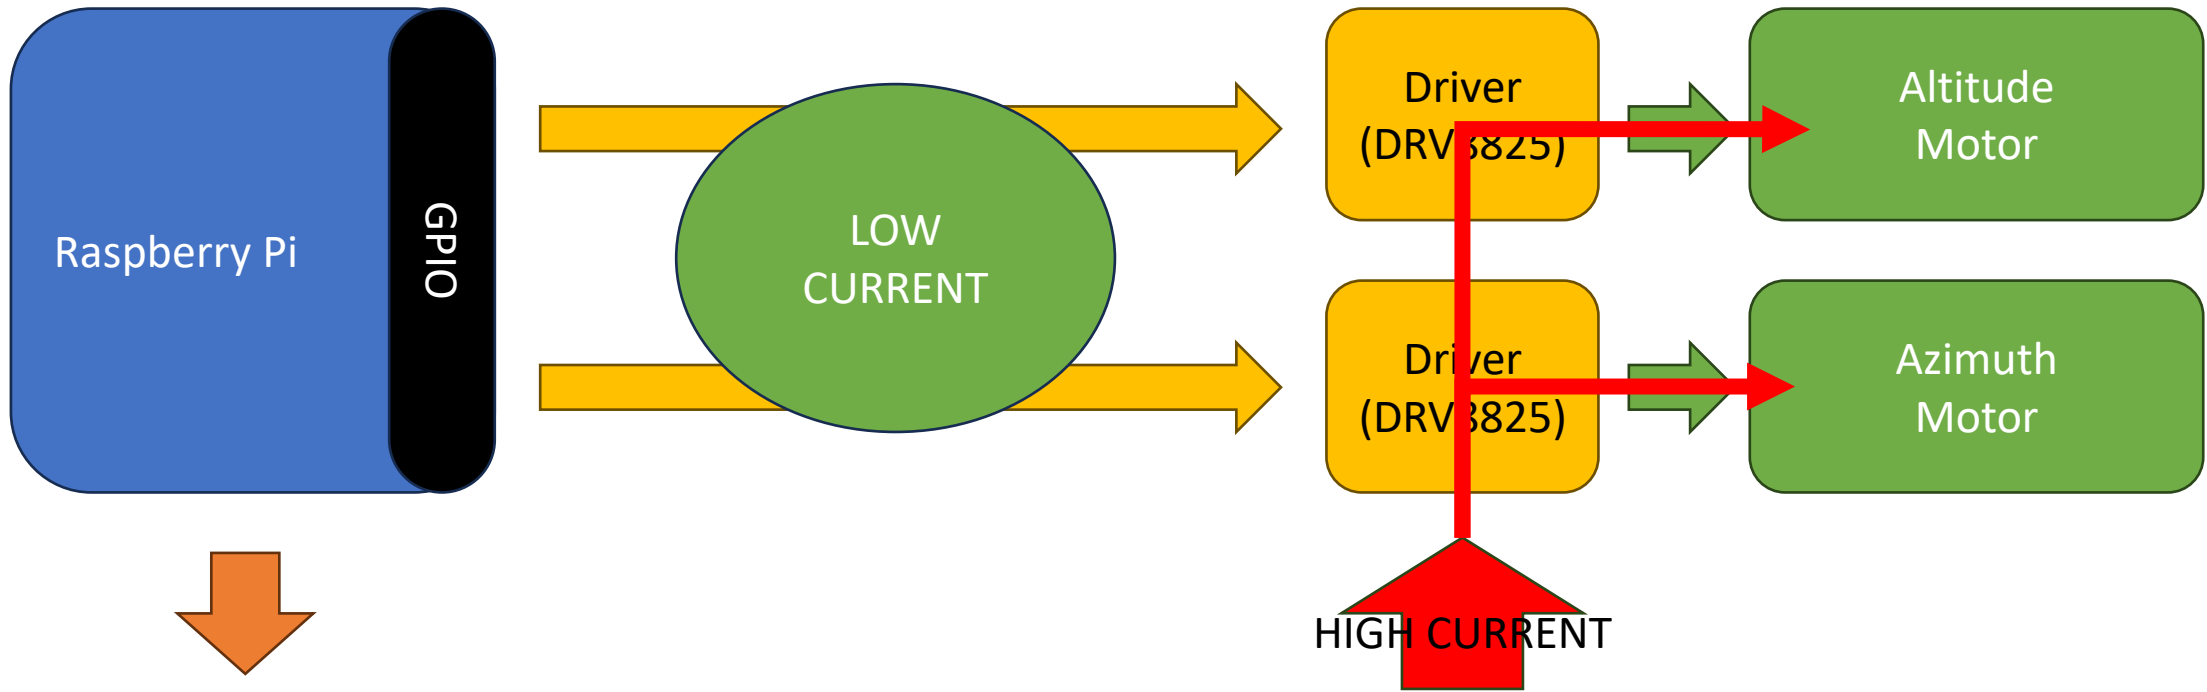 Raspberry Pi
GPIO
LOW
CURRENT
Driver
(DRV8825)
Altitude
Motor
Driver
(DRV8825)
Azimuth
Motor
HIGH CURRENT